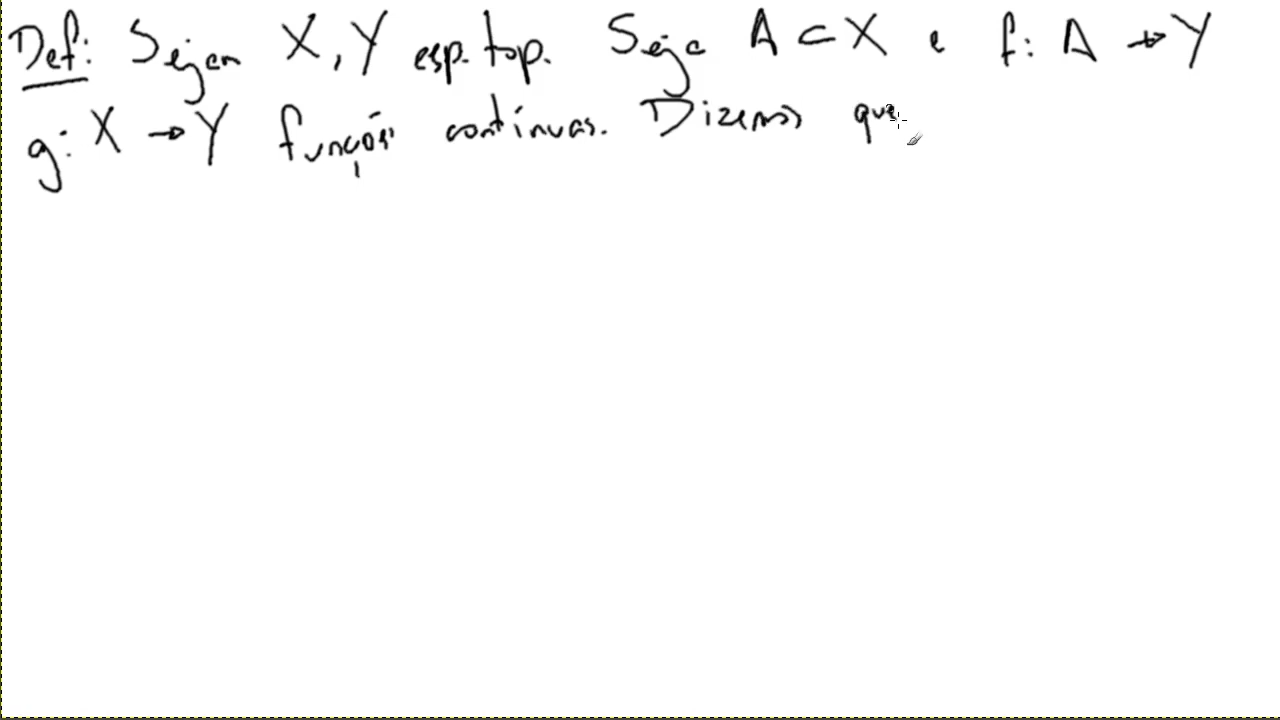 Def: Sejam X, Y esp. top. Seja A ⊂ X e f: A → Y
g: X → Y funções contínuas. Dizemos que